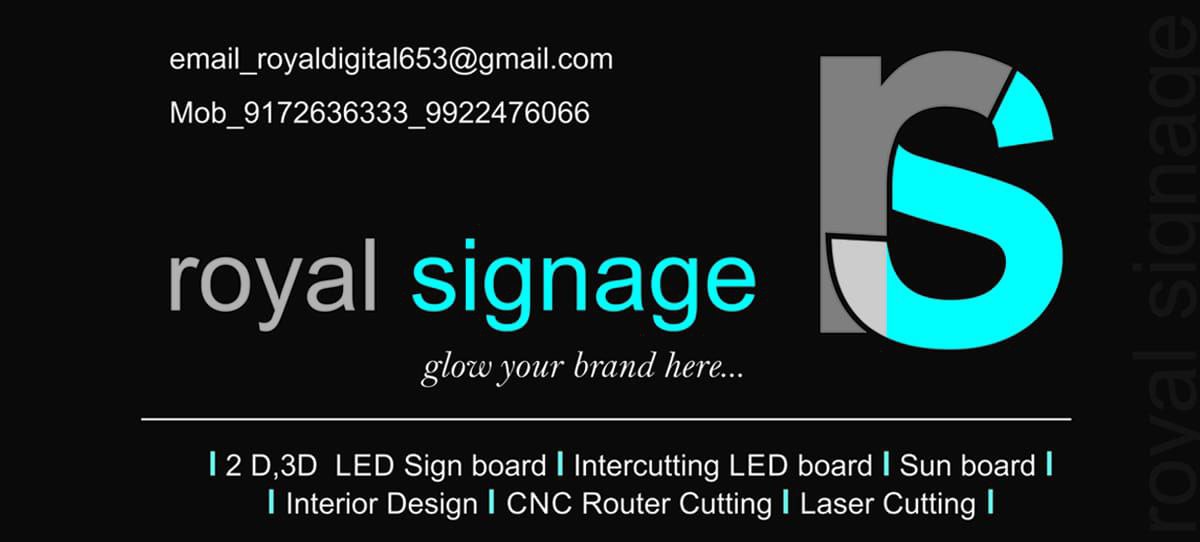 email_royaldigital653@gmail.com
Mob_9172636333_9922476066
rs
royal signage
glow your brand here...
| 2 D,3D LED Sign board | Intercutting LED board | Sun board |
| Interior Design | CNC Router Cutting | Laser Cutting |
royal signage